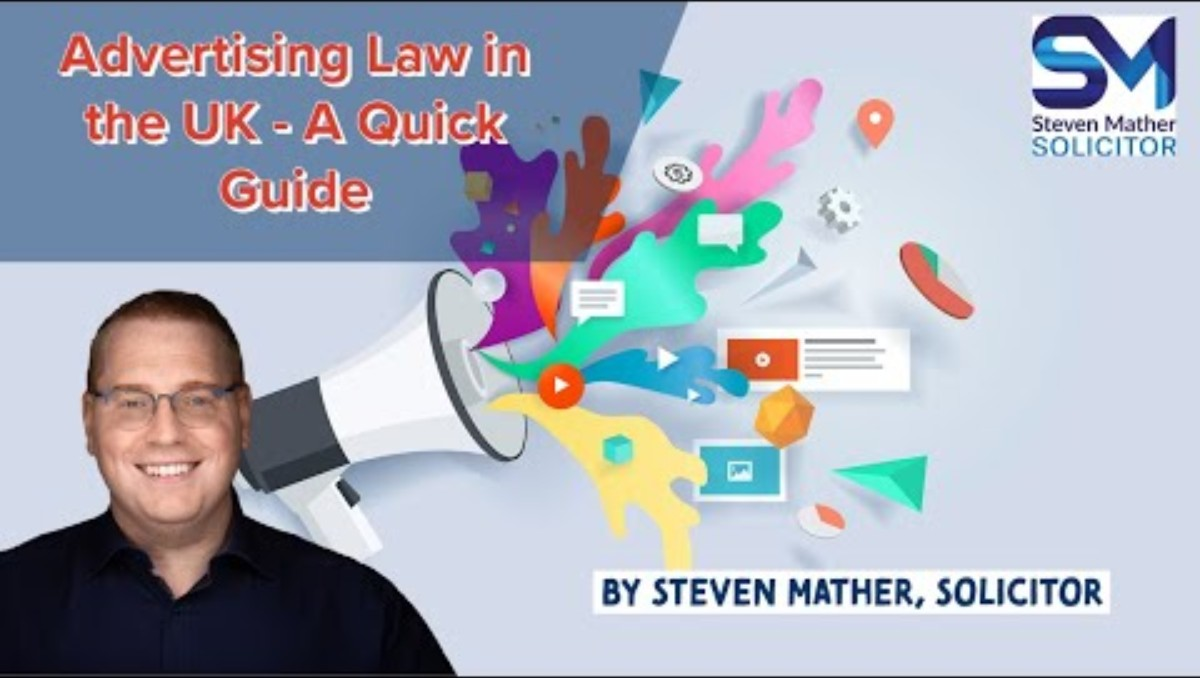 Advertising Law in
the UK - A Quick
Guide
SM
Steven Mather
SOLICITOR
BY STEVEN MATHER, SOLICITOR